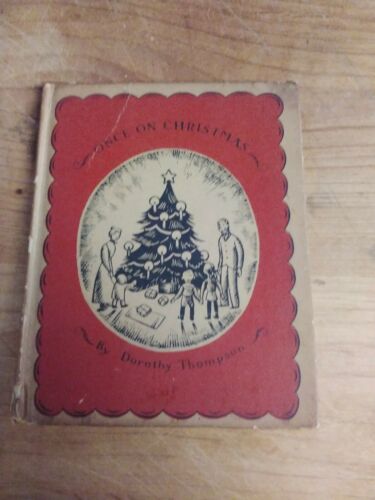 ONCE ON CHRISTMAS
By Dorothy Thompson